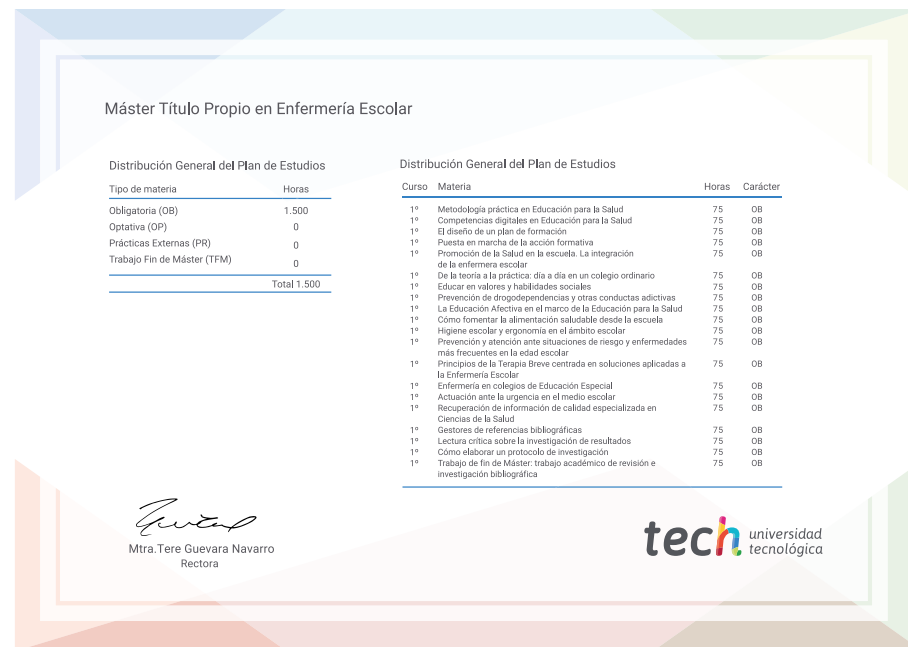 Máster Título Propio en Enfermería Escolar
Distribución General del Plan de Estudios
Tipo de materia Horas
Obligatoria (OB) 1.500
Optativa (OP) 0
Prácticas Externas (PR) 0
Trabajo Fin de Máster (TFM) 0
Total 1.500
Distribución General del Plan de Estudios
Curso Materia Horas Carácter
1º Metodología práctica en Educación para la Salud 75 OB
1º Competencias digitales en Educación para la Salud 75 OB
1º El diseño de un plan de formación 75 OB
1º Puesta en marcha de la acción formativa 75 OB
1º Promoción de la Salud en la escuela. La integración 75 OB
de la enfermera escolar
1º De la teoría a la práctica: día a día en un colegio ordinario 75 OB
1º Educar en valores y habilidades sociales 75 OB
1º Prevención de drogodependencias y otras conductas adictivas 75 OB
1º La Educación Afectiva en el marco de la Educación para la Salud 75 OB
1º Cómo fomentar la alimentación saludable desde la escuela 75 OB
1º Higiene escolar y ergonomía en el ámbito escolar 75 OB
1º Prevención y atención ante situaciones de riesgo y enfermedades 75 OB
más frecuentes en la edad escolar
1º Principios de la Terapia Breve centrada en soluciones aplicadas a 75 OB
la Enfermería Escolar
1º Enfermería en colegios de Educación Especial 75 OB
1º Actuación ante la urgencia en el medio escolar 75 OB
1º Recuperación de información de calidad especializada en 75 OB
Ciencias de la Salud
1º Gestores de referencias bibliográficas 75 OB
1º Lectura crítica sobre la investigación de resultados 75 OB
1º Cómo elaborar un protocolo de investigación 75 OB
1º Trabajo de fin de Máster: trabajo académico de revisión e 75 OB
investigación bibliográfica
Mtra.Tere Guevara Navarro
Rectora
tech universidad
tecnológica